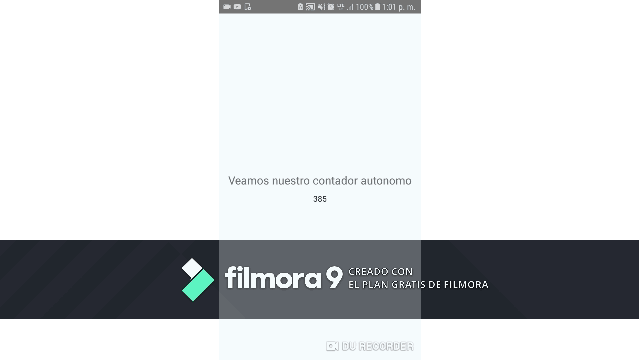 100% 1:01 p. m.
Veamos nuestro contador autonomo
385
filmora 9
CREADO CON
EL PLAN GRATIS DE FILMORA
DU RECORDER